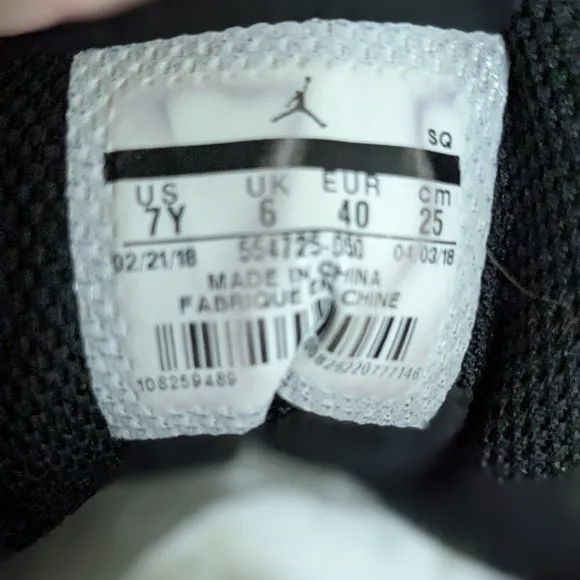 SQ
US UK EUR cm
7Y 6 40 25
02/21/18 554725-050 04/03/18
MADE IN CHINA
FABRIQUE EN CHINE
108259489